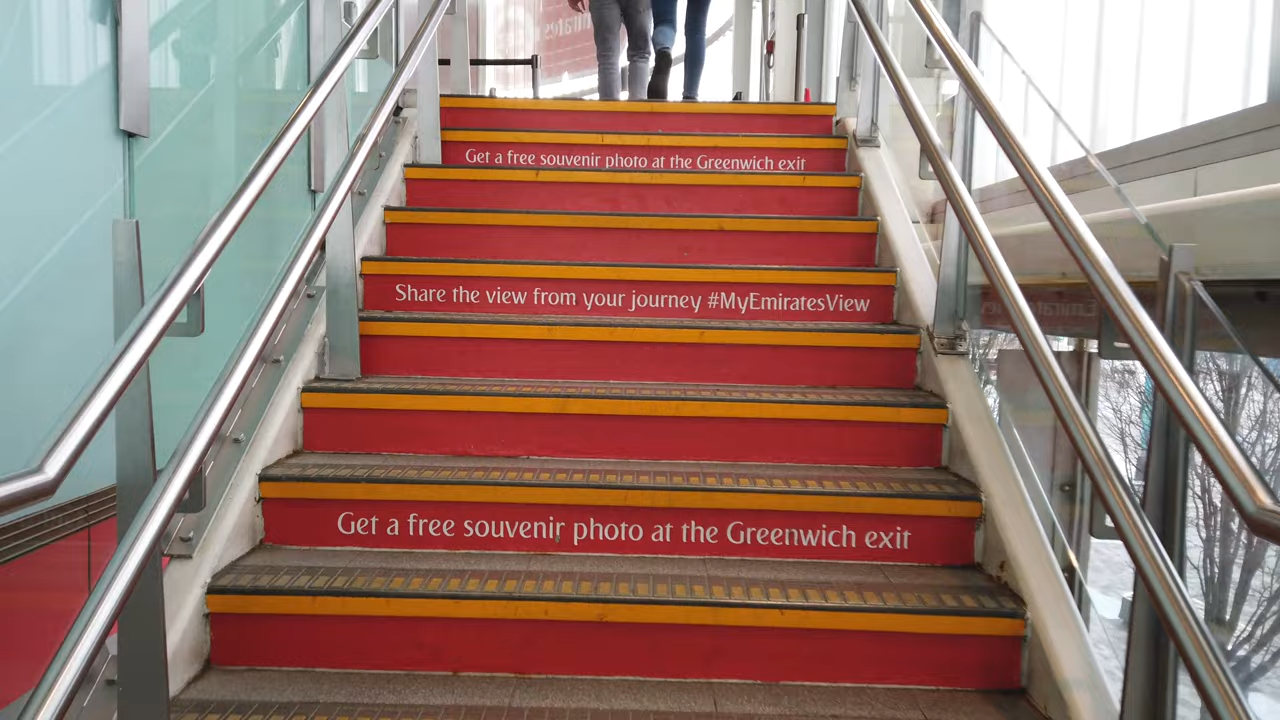 Get a free souvenir photo at the Greenwich exit
Share the view from your journey #MyEmiratesView
Get a free souvenir photo at the Greenwich exit